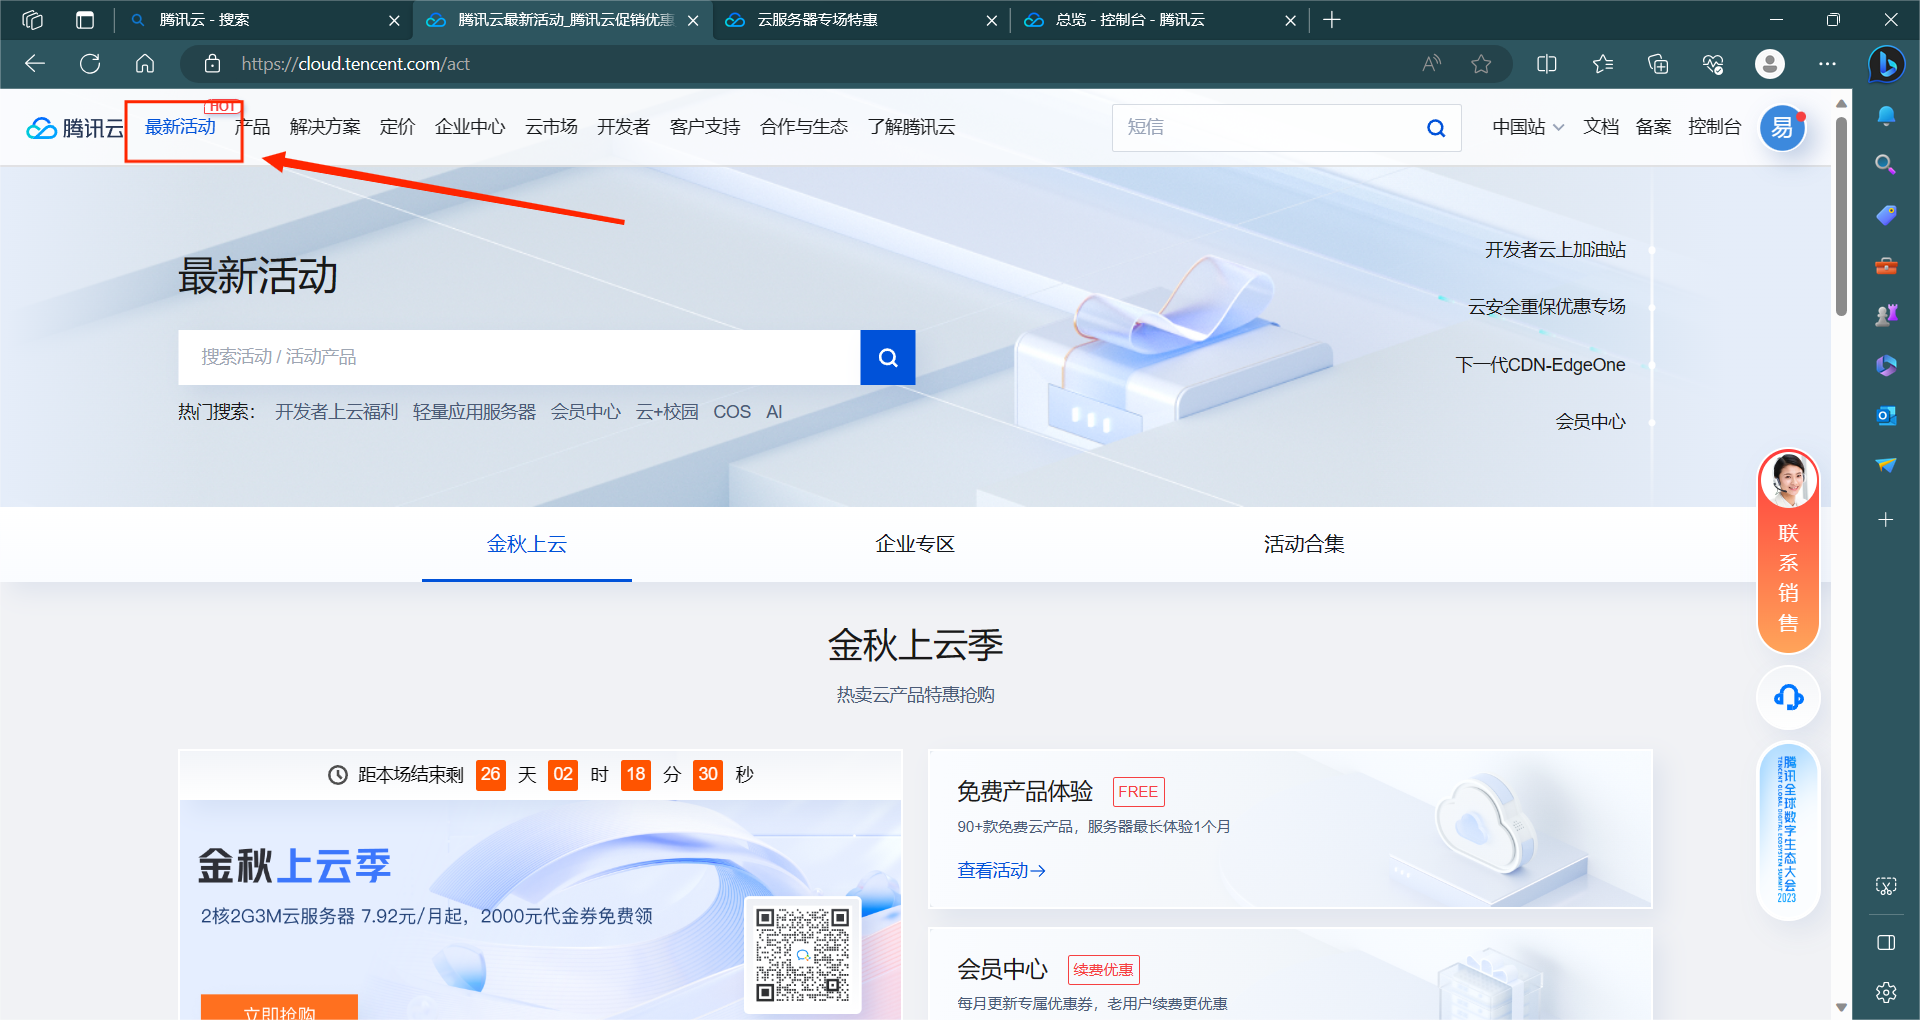 腾讯云 - 搜索
腾讯云最新活动_腾讯云促销优惠
云服务器专场特惠
总览 - 控制台 - 腾讯云
https://cloud.tencent.com/act
腾讯云
最新活动
HOT
产品
解决方案
定价
企业中心
云市场
开发者
客户支持
合作与生态
了解腾讯云
短信
中国站
文档
备案
控制台
易
最新活动
搜索活动 / 活动产品
热门搜索： 开发者上云福利 轻量应用服务器 会员中心 云+校园 COS AI
开发者云上加油站
云安全重保优惠专场
下一代CDN-EdgeOne
会员中心
金秋上云
企业专区
活动合集
金秋上云季
热卖云产品特惠抢购
距本场结束剩 26 天 02 时 18 分 30 秒
金秋上云季
2核2G3M云服务器 7.92元/月起，2000元代金券免费领
立即抢购
免费产品体验 FREE
90+款免费云产品，服务器最长体验1个月
查看活动→
会员中心 续费优惠
每月更新专属优惠券，老用户续费更优惠
联系销售
腾讯全球数字生态大会
TENCENT GLOBAL DIGITAL ECOSYSTEM SUMMIT
2023